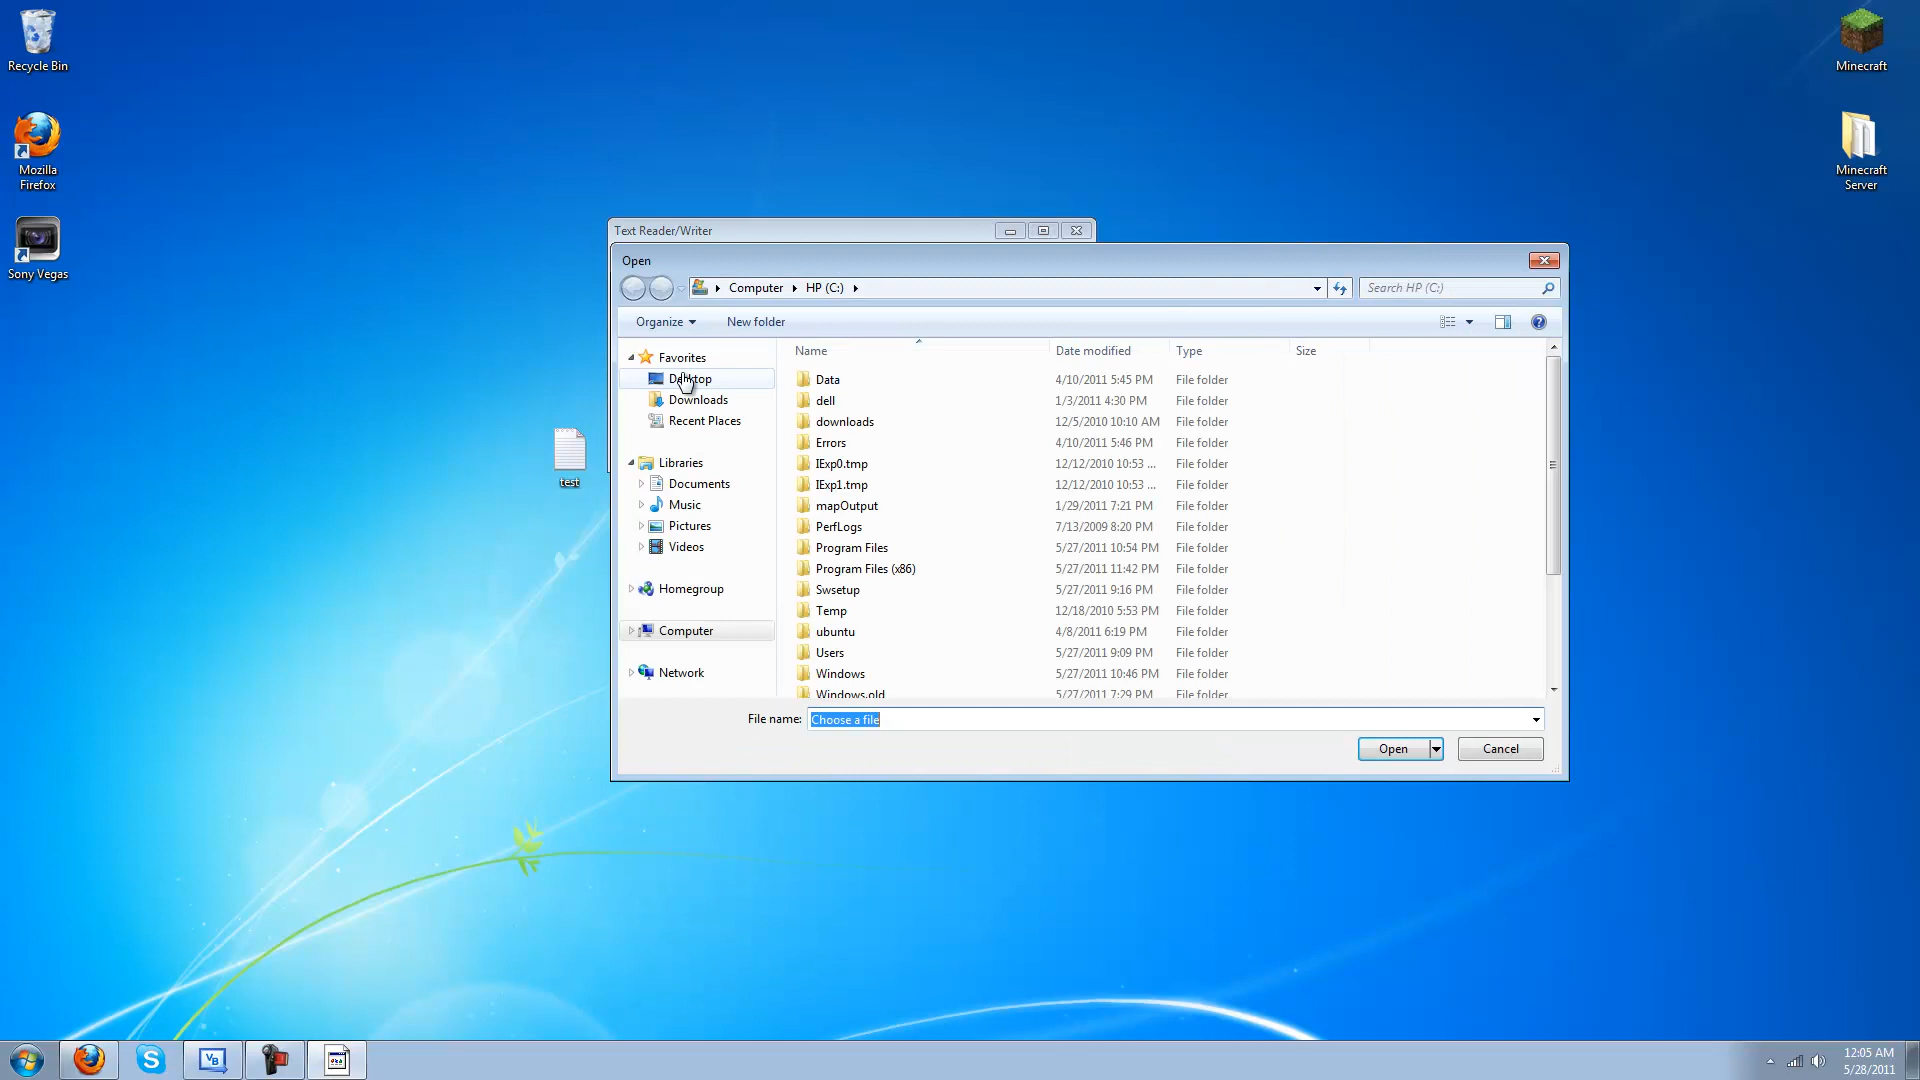 Recycle Bin
Mozilla
Firefox
Sony Vegas
Minecraft
Minecraft
Server
test
Text Reader/Writer
Open
Computer
HP (C:)
Search HP (C:)
Organize
New folder
Favorites
Desktop
Downloads
Recent Places
Libraries
Documents
Music
Pictures
Videos
Homegroup
Computer
Network
Name Date modified Type Size
Data 4/10/2011 5:45 PM File folder
dell 1/3/2011 4:30 PM File folder
downloads 12/5/2010 10:10 AM File folder
Errors 4/10/2011 5:46 PM File folder
IExp0.tmp 12/12/2010 10:53 ... File folder
IExp1.tmp 12/12/2010 10:53 ... File folder
mapOutput 1/29/2011 7:21 PM File folder
PerfLogs 7/13/2009 8:20 PM File folder
Program Files 5/27/2011 10:54 PM File folder
Program Files (x86) 5/27/2011 11:42 PM File folder
Swsetup 5/27/2011 9:16 PM File folder
Temp 12/18/2010 5:53 PM File folder
ubuntu 4/8/2011 6:19 PM File folder
Users 5/27/2011 9:09 PM File folder
Windows 5/27/2011 10:46 PM File folder
Windows.old 5/27/2011 7:29 PM File folder
File name: Choose a file
Open
Cancel
VB
12:05 AM
5/28/2011